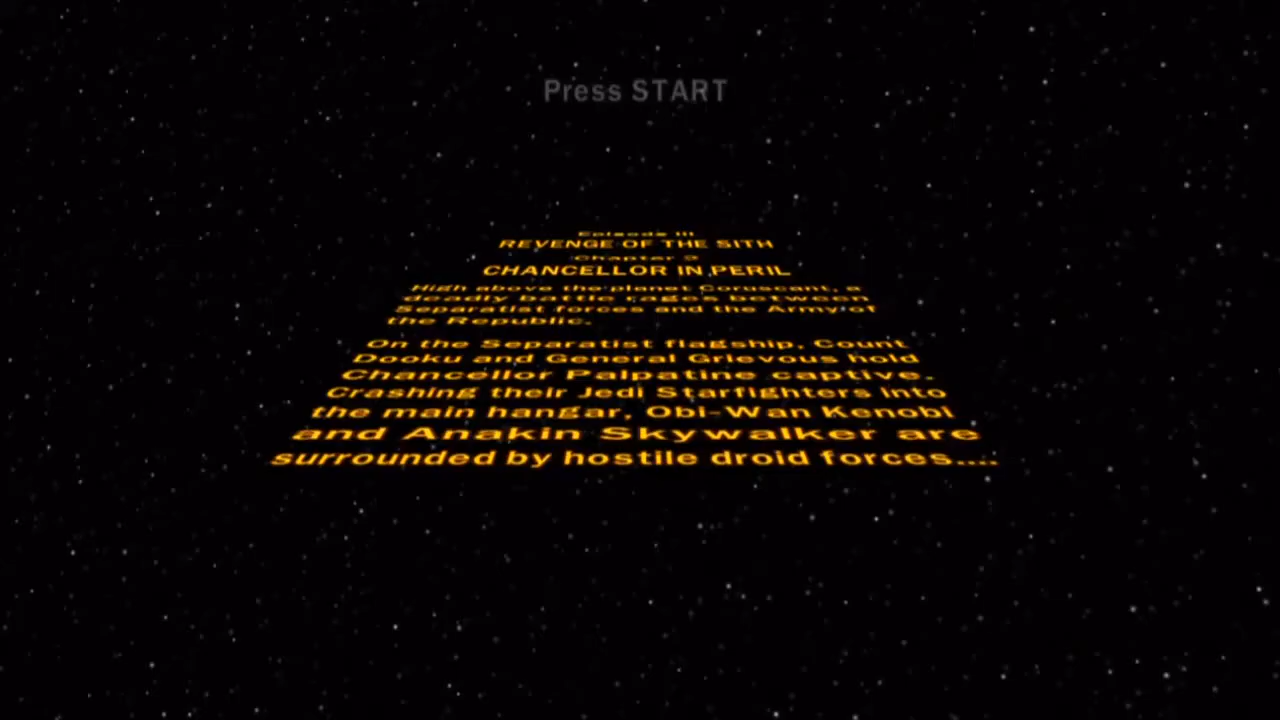 Press START
Episode III
REVENGE OF THE SITH
Chapter 2
CHANCELLOR IN PERIL
High above the planet Coruscant, a
deadly battle rages between
Separatist forces and the Army of
the Republic.
On the Separatist flagship, Count
Dooku and General Grievous hold
Chancellor Palpatine captive.
Crashing their Jedi Starfighters into
the main hangar, Obi-Wan Kenobi
and Anakin Skywalker are
surrounded by hostile droid forces....